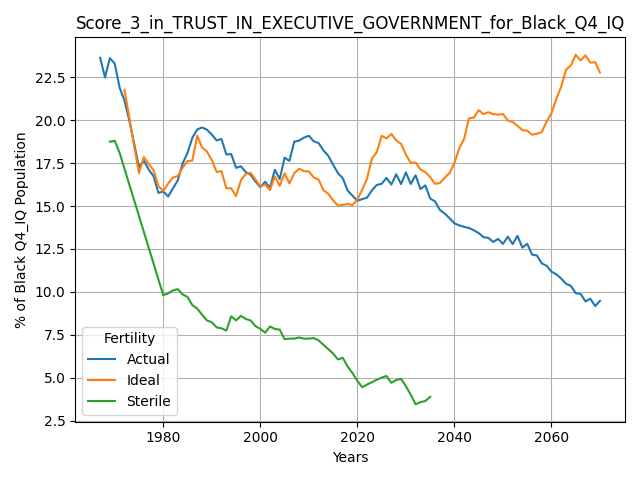 Score_3_in_TRUST_IN_EXECUTIVE_GOVERNMENT_for_Black_Q4_IQ
% of Black Q4_IQ Population
22.5
20.0
17.5
15.0
12.5
10.0
7.5
5.0
2.5
Fertility
Actual
Ideal
Sterile
1980
2000
2020
2040
2060
Years